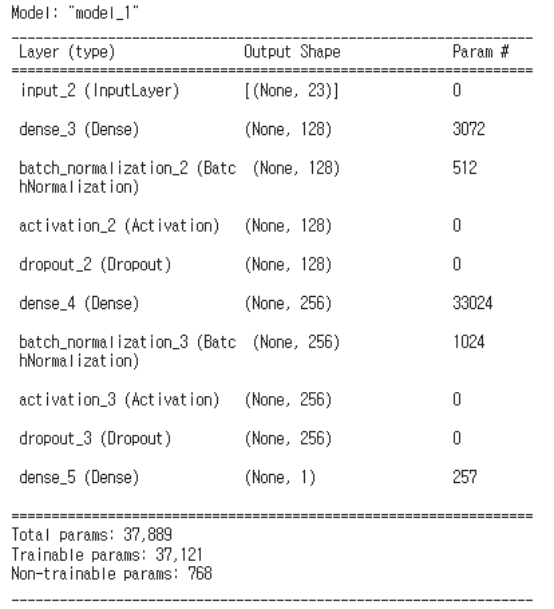 Model: "model_1"
Layer (type) Output Shape Param #
input_2 (InputLayer) [(None, 23)] 0
dense_3 (Dense) (None, 128) 3072
batch_normalization_2 (Batc (None, 128) 512
hNormalization)
activation_2 (Activation) (None, 128) 0
dropout_2 (Dropout) (None, 128) 0
dense_4 (Dense) (None, 256) 33024
batch_normalization_3 (Batc (None, 256) 1024
hNormalization)
activation_3 (Activation) (None, 256) 0
dropout_3 (Dropout) (None, 256) 0
dense_5 (Dense) (None, 1) 257
Total params: 37,889
Trainable params: 37,121
Non-trainable params: 768